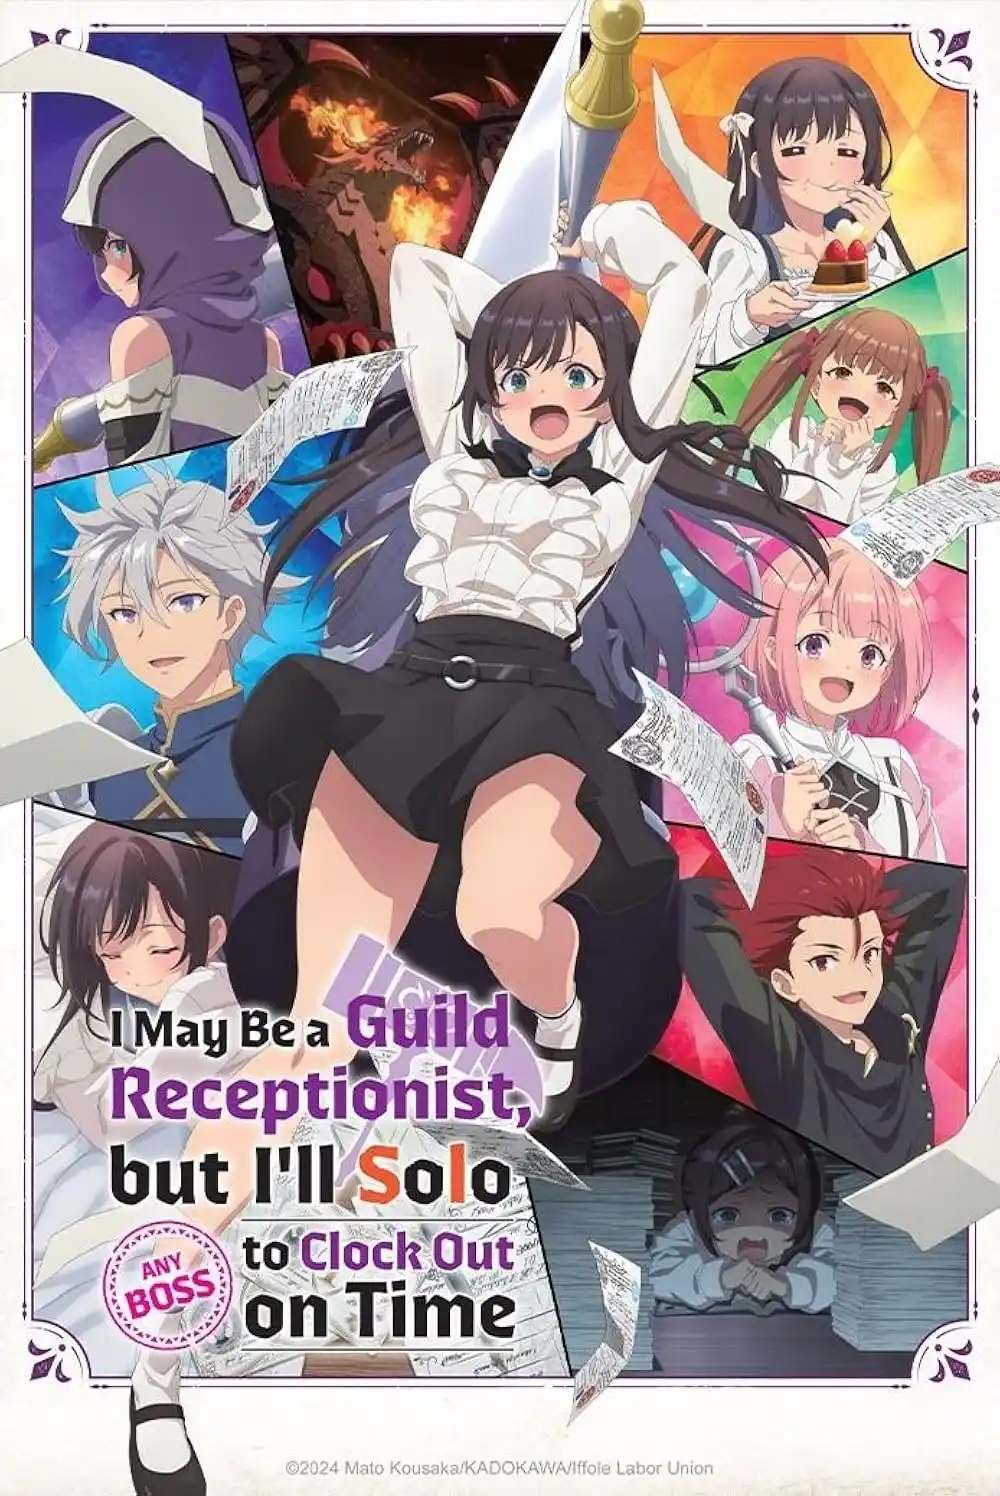 I May Be a Guild
Receptionist,
but I'll Solo
ANY
BOSS
to Clock Out
on Time
©2024 Mato Kousaka/KADOKAWA/Iffole Labor Union